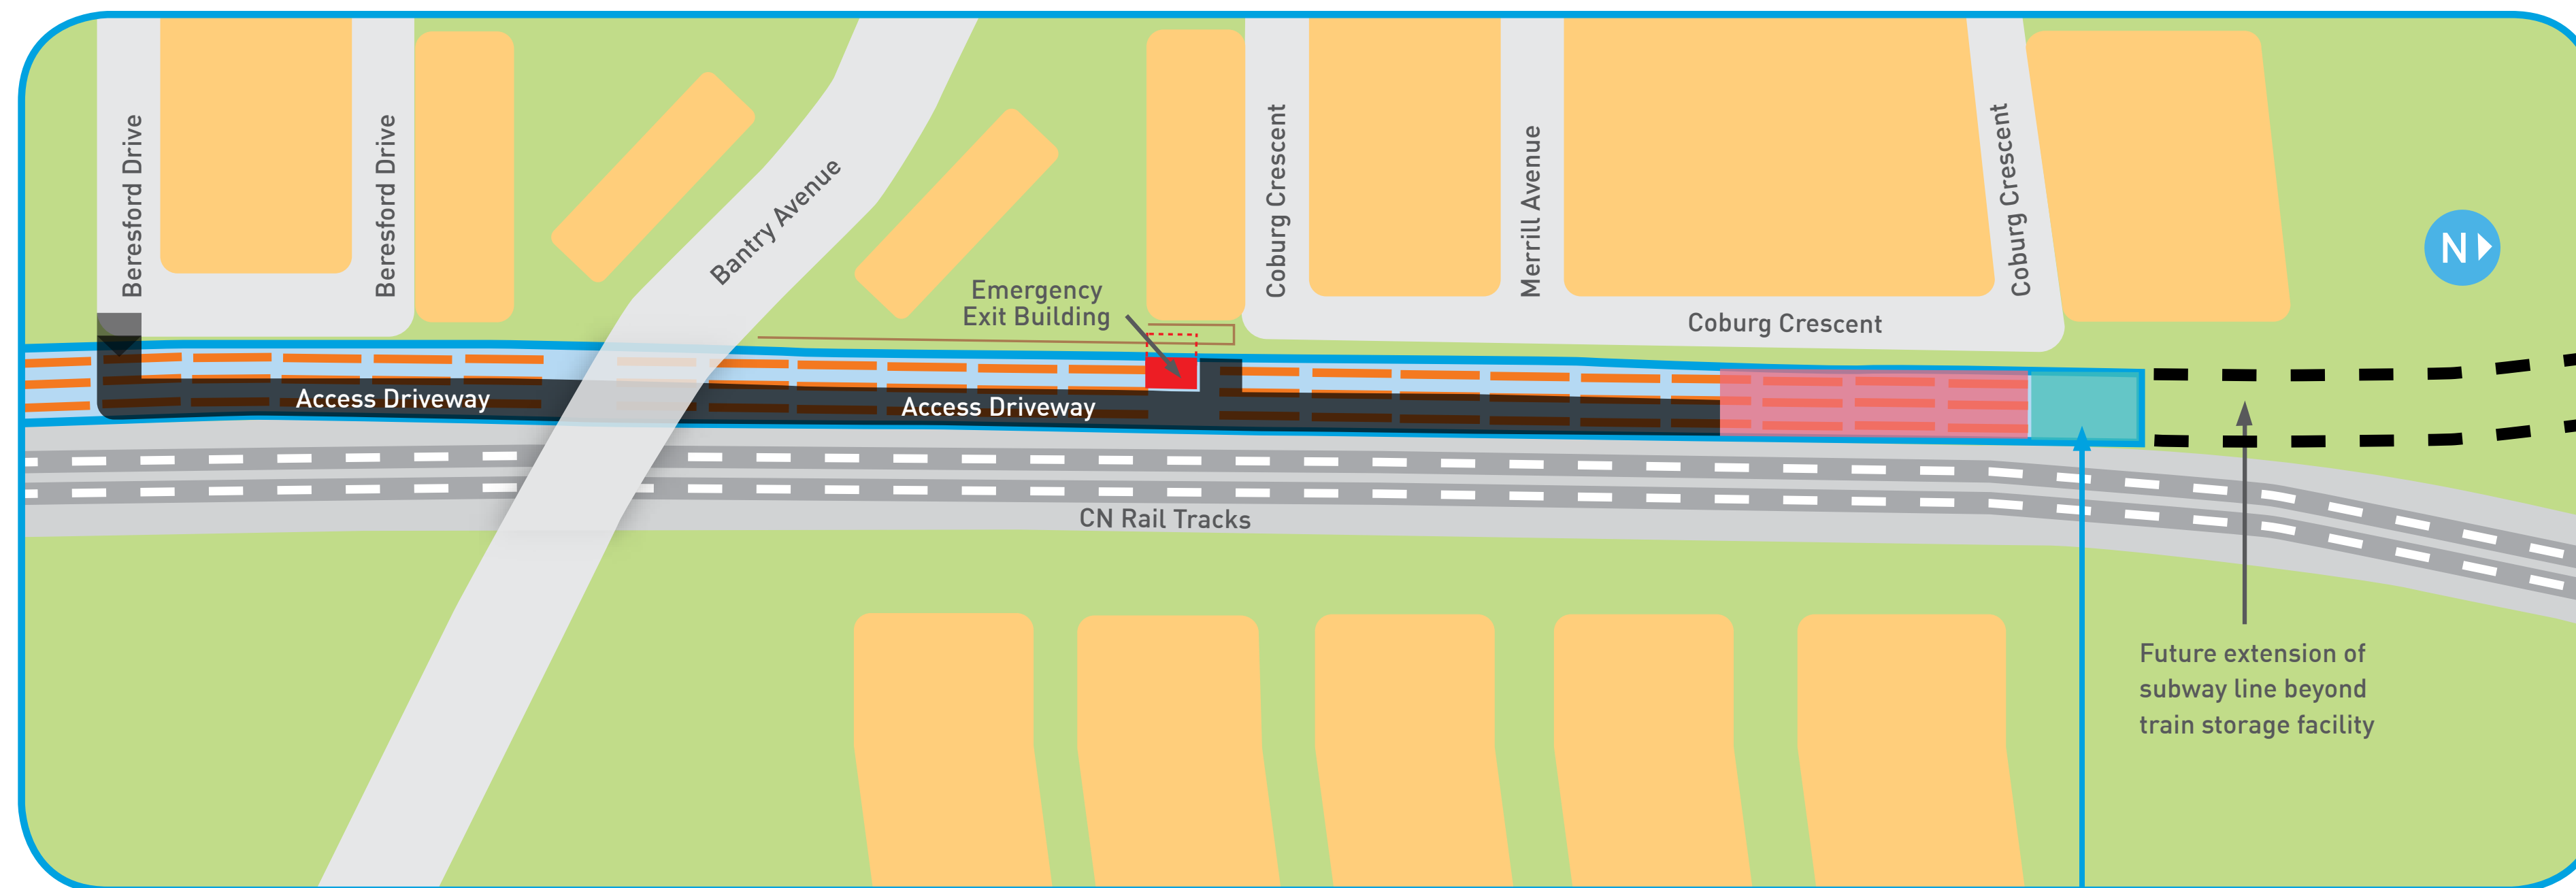 Beresford Drive
Beresford Drive
Bantry Avenue
Emergency
Exit Building
Coburg Crescent
Merrill Avenue
Coburg Crescent
Coburg Crescent
N
Access Driveway
Access Driveway
CN Rail Tracks
Future extension of
subway line beyond
train storage facility